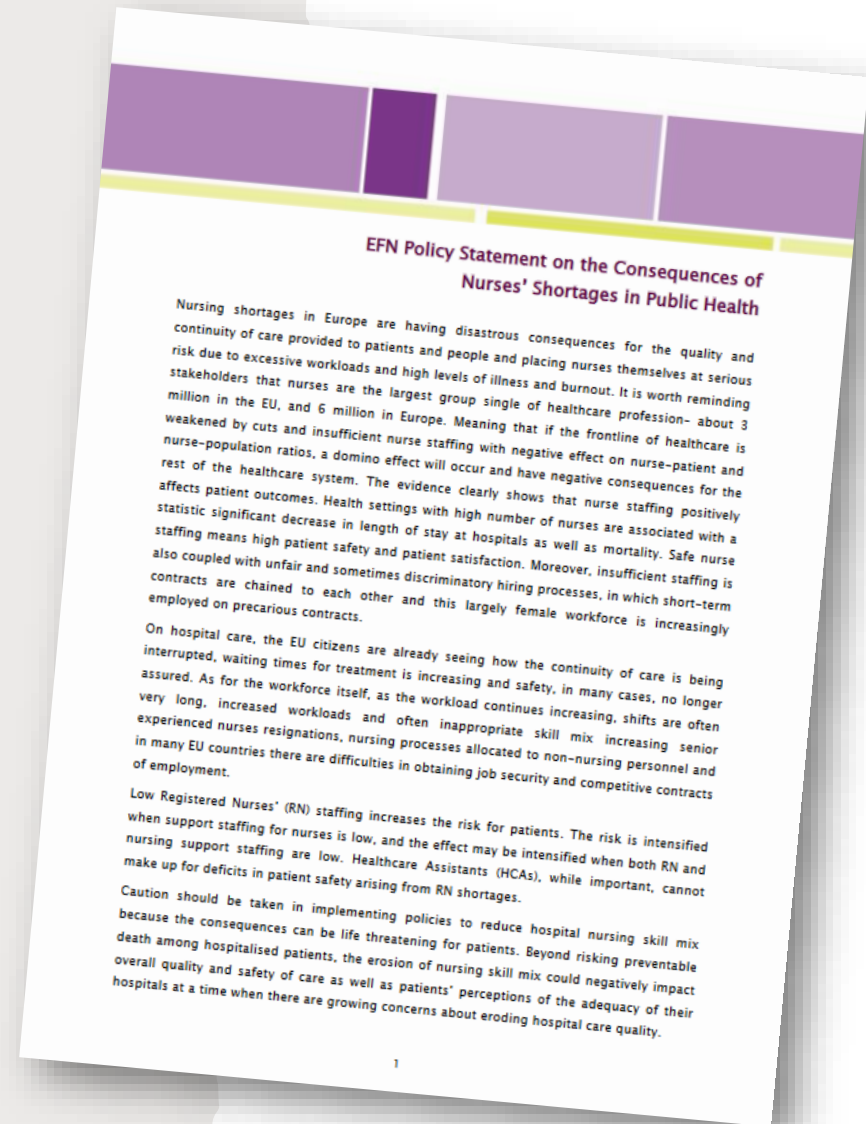 EFN Policy Statement on the Consequences of
Nurses' Shortages in Public Health
Nursing shortages in Europe are having disastrous consequences for the quality and
continuity of care provided to patients and people and placing nurses themselves at serious
risk due to excessive workloads and high levels of illness and burnout. It is worth reminding
stakeholders that nurses are the largest group single of healthcare profession– about 3
million in the EU, and 6 million in Europe. Meaning that if the frontline of healthcare is
weakened by cuts and insufficient nurse staffing with negative effect on nurse-patient and
nurse-population ratios, a domino effect will occur and have negative consequences for the
rest of the healthcare system. The evidence clearly shows that nurse staffing positively
affects patient outcomes. Health settings with high number of nurses are associated with a
statistic significant decrease in length of stay at hospitals as well as mortality. Safe nurse
staffing means high patient safety and patient satisfaction. Moreover, insufficient staffing is
also coupled with unfair and sometimes discriminatory hiring processes, in which short-term
contracts are chained to each other and this largely female workforce is increasingly
employed on precarious contracts.
On hospital care, the EU citizens are already seeing how the continuity of care is being
interrupted, waiting times for treatment is increasing and safety, in many cases, no longer
assured. As for the workforce itself, as the workload continues increasing, shifts are often
very long, increased workloads and often inappropriate skill mix increasing senior
experienced nurses resignations, nursing processes allocated to non-nursing personnel and
in many EU countries there are difficulties in obtaining job security and competitive contracts
of employment.
Low Registered Nurses' (RN) staffing increases the risk for patients. The risk is intensified
when support staffing for nurses is low, and the effect may be intensified when both RN and
nursing support staffing are low. Healthcare Assistants (HCAs), while important, cannot
make up for deficits in patient safety arising from RN shortages.
Caution should be taken in implementing policies to reduce hospital nursing skill mix
because the consequences can be life threatening for patients. Beyond risking preventable
death among hospitalised patients, the erosion of nursing skill mix could negatively impact
overall quality and safety of care as well as patients' perceptions of the adequacy of their
hospitals at a time when there are growing concerns about eroding hospital care quality.
1